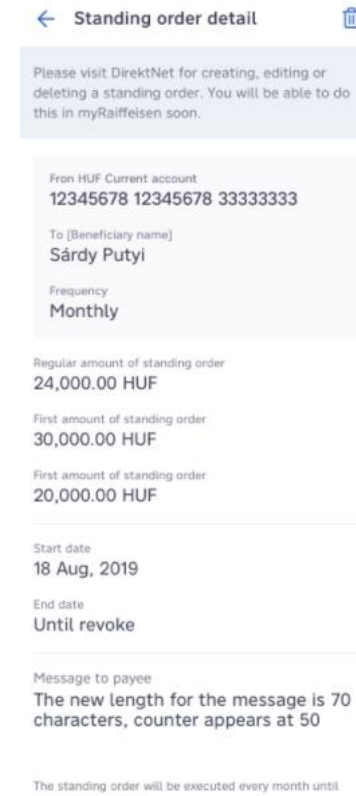 Standing order detail
Please visit DirektNet for creating, editing or
deleting a standing order. You will be able to do
this in myRaiffeisen soon.
Fron HUF Current account
12345678 12345678 33333333
To [Beneficiary name]
Sárdy Putyi
Frequency
Monthly
Regular amount of standing order
24,000.00 HUF
First amount of standing order
30,000.00 HUF
First amount of standing order
20,000.00 HUF
Start date
18 Aug, 2019
End date
Until revoke
Message to payee
The new length for the message is 70
characters, counter appears at 50
The standing order will be executed every month until